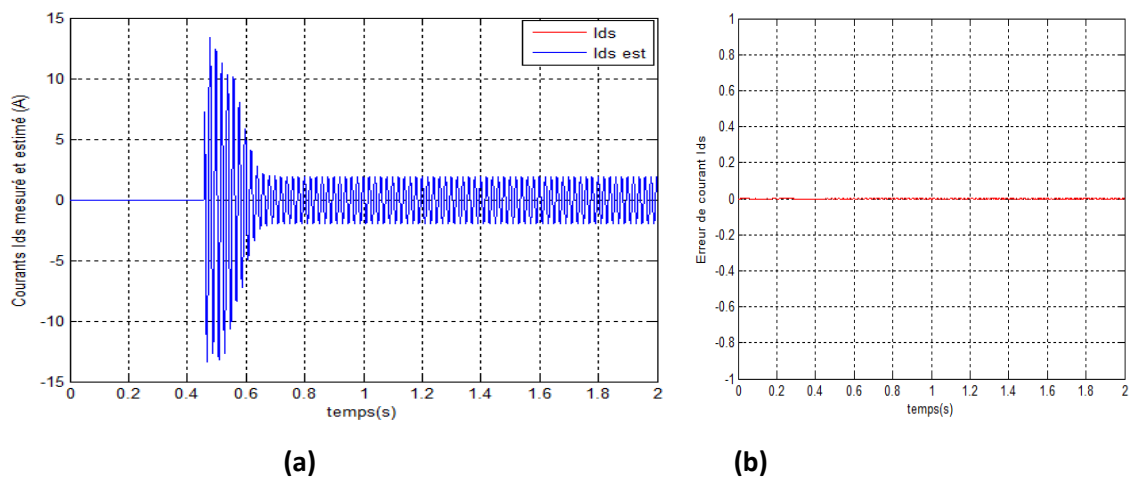 Courants Ids mesuré et estimé (A)
15
10
5
0
-5
-10
-15
Ids
Ids est
0 0.2 0.4 0.6 0.8 1 1.2 1.4 1.6 1.8 2
temps(s)
(a)
Erreur de courant Ids
1
0.8
0.6
0.4
0.2
0
-0.2
-0.4
-0.6
-0.8
-1
0 0.2 0.4 0.6 0.8 1 1.2 1.4 1.6 1.8 2
temps(s)
(b)